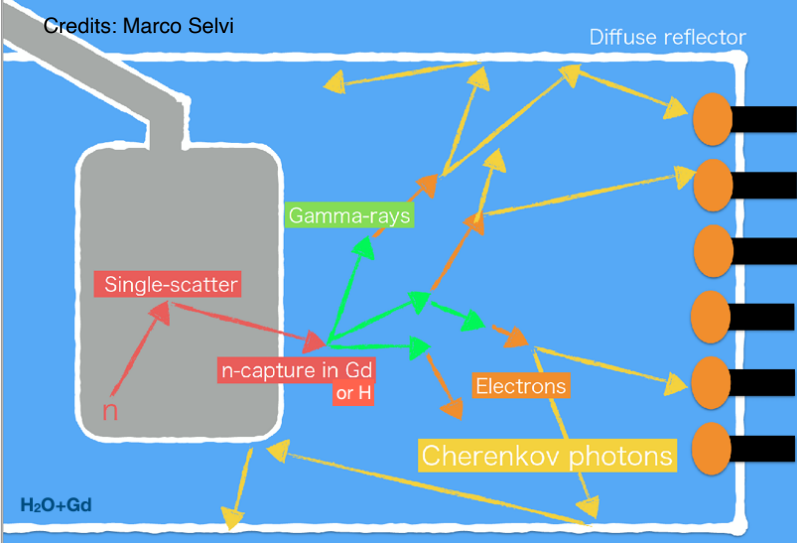 Credits: Marco Selvi
Diffuse reflector
Gamma-rays
Single-scatter
n-capture in Gd
or H
Electrons
n
Cherenkov photons
H₂O+Gd